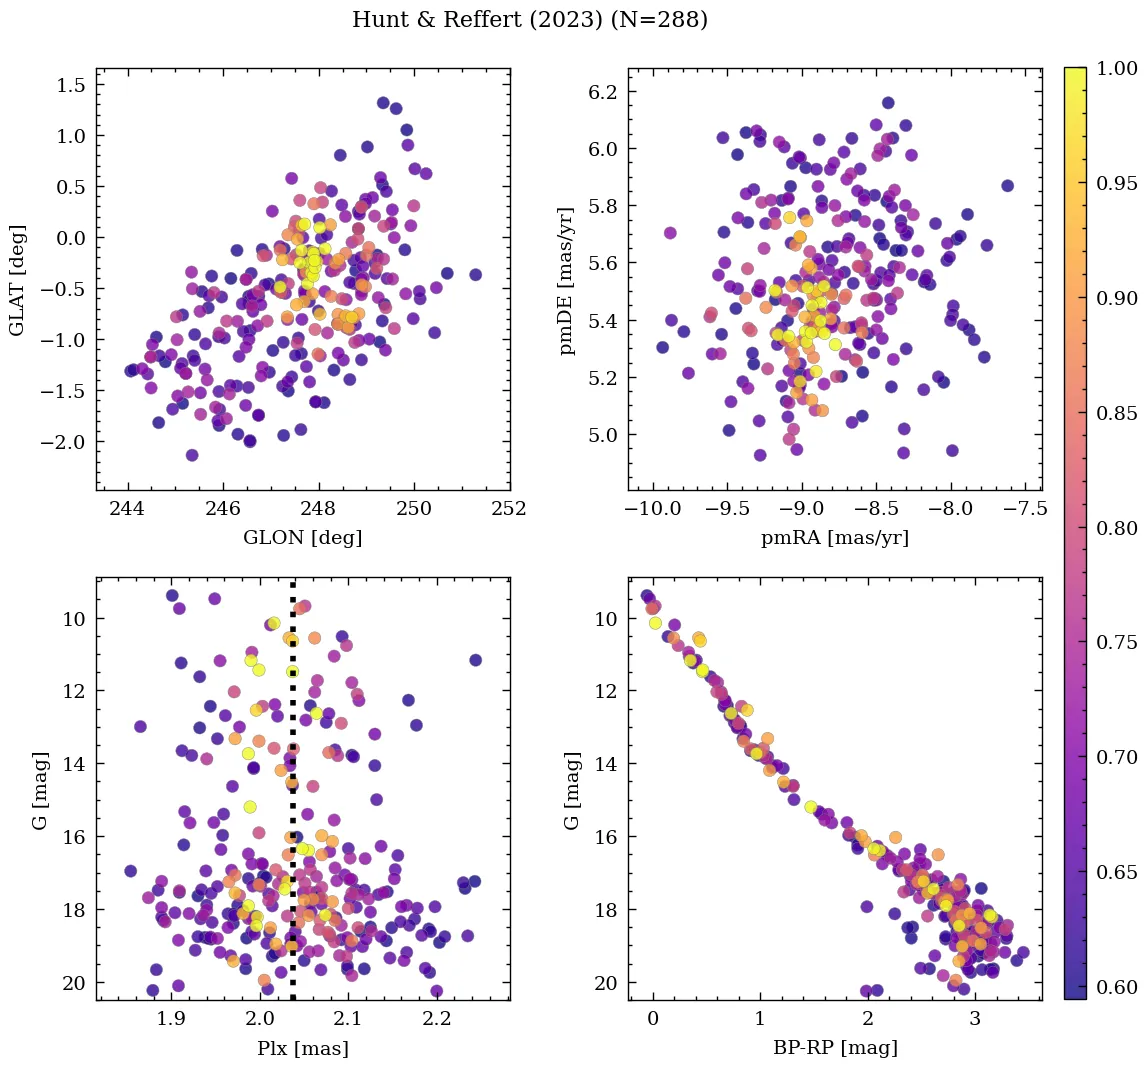 Hunt & Reffert (2023) (N=288)
1.5
1.0
0.5
0.0
−0.5
−1.0
−1.5
−2.0
GLAT [deg]
244 246 248 250 252
GLON [deg]
6.2
6.0
5.8
5.6
5.4
5.2
5.0
pmDE [mas/yr]
−10.0 −9.5 −9.0 −8.5 −8.0 −7.5
pmRA [mas/yr]
10
12
14
16
18
20
G [mag]
1.9 2.0 2.1 2.2
Plx [mas]
10
12
14
16
18
20
G [mag]
0 1 2 3
BP-RP [mag]
1.00
0.95
0.90
0.85
0.80
0.75
0.70
0.65
0.60